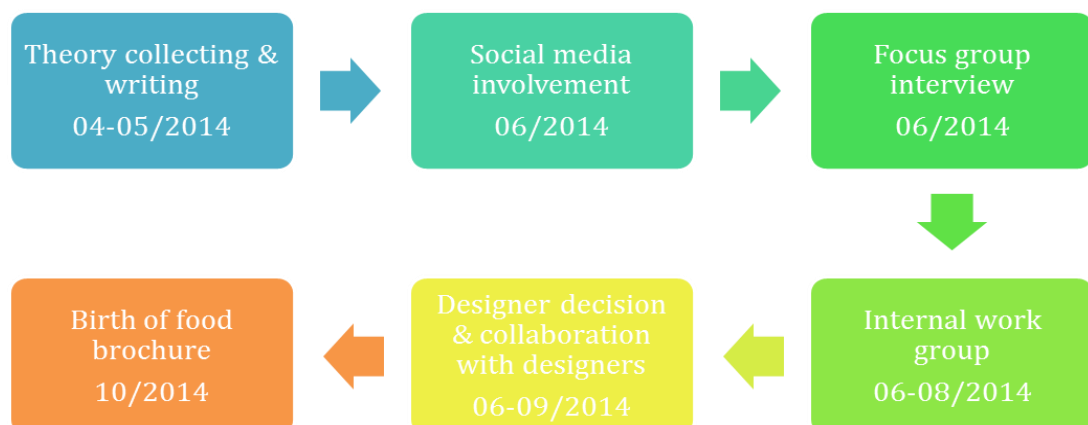 Theory collecting &
writing
04-05/2014
Social media
involvement
06/2014
Focus group
interview
06/2014
Internal work
group
06-08/2014
Designer decision
& collaboration
with designers
06-09/2014
Birth of food
brochure
10/2014